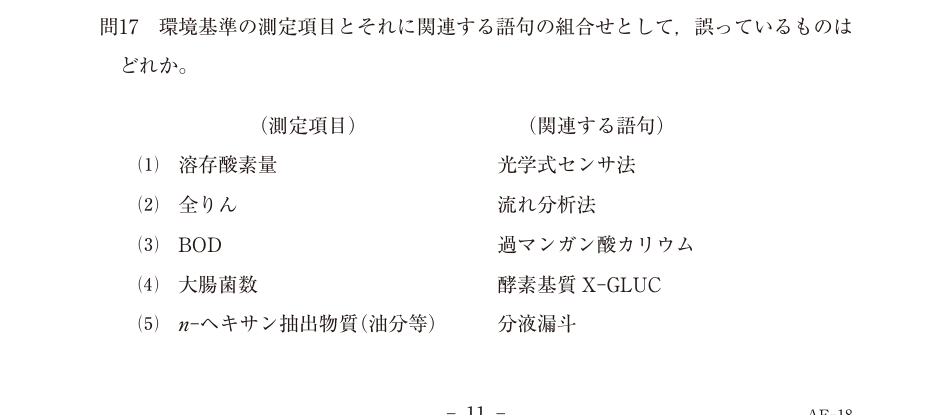 問17　環境基準の測定項目とそれに関連する語句の組合せとして，誤っているものは
どれか。
（測定項目）　（関連する語句）
(1)　溶存酸素量　光学式センサ法
(2)　全りん　流れ分析法
(3)　BOD　過マンガン酸カリウム
(4)　大腸菌数　酵素基質 X-GLUC
(5)　n-ヘキサン抽出物質（油分等）　分液漏斗
－ 11 －